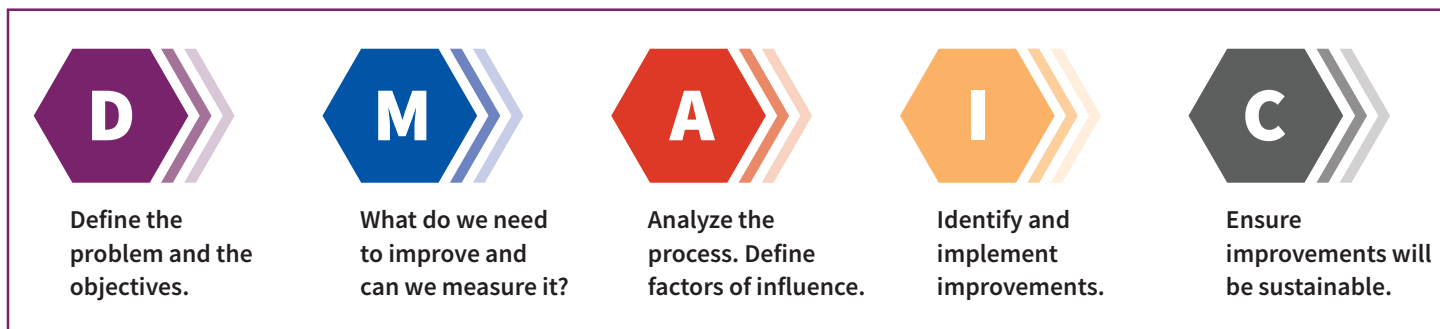 D
Define the
problem and the
objectives.
M
What do we need
to improve and
can we measure it?
A
Analyze the
process. Define
factors of influence.
I
Identify and
implement
improvements.
C
Ensure
improvements will
be sustainable.